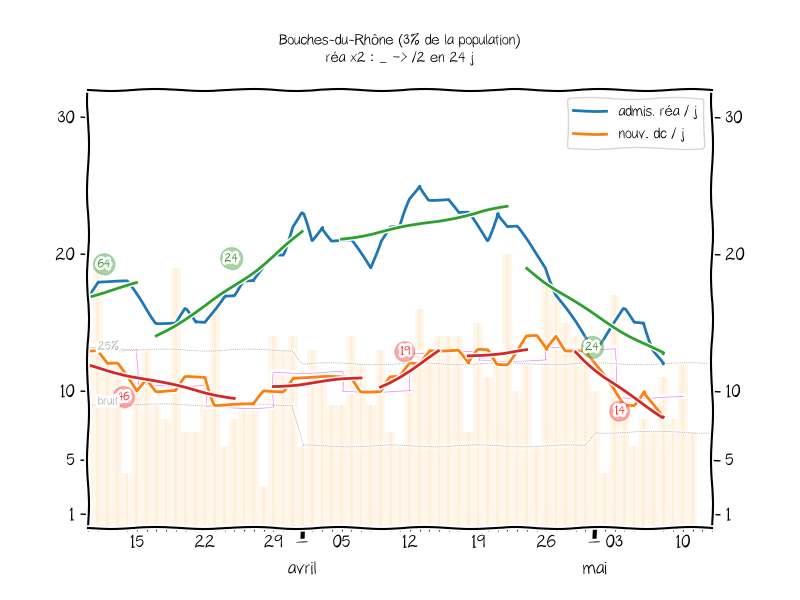 Bouches-du-Rhône (3% de la population)
réa x2 : _ -> /2 en 24 j
admis. réa / j
nouv. dc / j
30
30
20
20
10
10
5
5
1
1
64
24
25%
19
24
bruit
46
14
15 22 29 05 12 19 26 03 10
avril mai